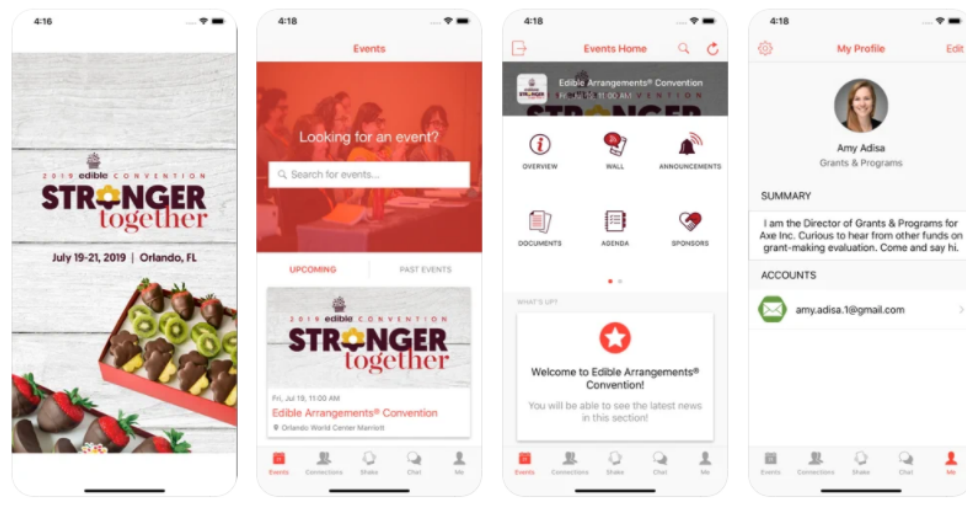 4:16
2019 edible CONVENTION
STRONGER
together
July 19-21, 2019 | Orlando, FL
4:18
Events
Looking for an event?
Search for events...
UPCOMING
PAST EVENTS
2019 edible CONVENTION
STRONGER
together
Fri, Jul 19, 11:00 AM
Edible Arrangements® Convention
Orlando World Center Marriott
Events Connections Shake Chat Me
4:18
Events Home
Edible Arrangements® Convention
Fri, Jul 19, 11:00 AM
OVERVIEW
WALL
ANNOUNCEMENTS
DOCUMENTS
AGENDA
SPONSORS
WHAT'S UP?
Welcome to Edible Arrangements®
Convention!
You will be able to see the latest news
in this section!
Events Connections Shake Chat Me
4:18
My Profile
Edit
Amy Adisa
Grants & Programs
SUMMARY
I am the Director of Grants & Programs for
Axe Inc. Curious to hear from other funds on
grant-making evaluation. Come and say hi.
ACCOUNTS
amy.adisa.1@gmail.com
Events Connections Shake Chat Me